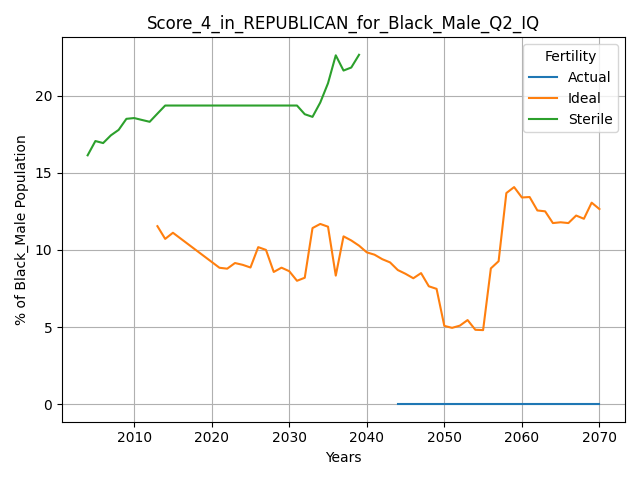 Score_4_in_REPUBLICAN_for_Black_Male_Q2_IQ
Fertility
Actual
Ideal
Sterile
% of Black_Male Population
20
15
10
5
0
2010 2020 2030 2040 2050 2060 2070
Years